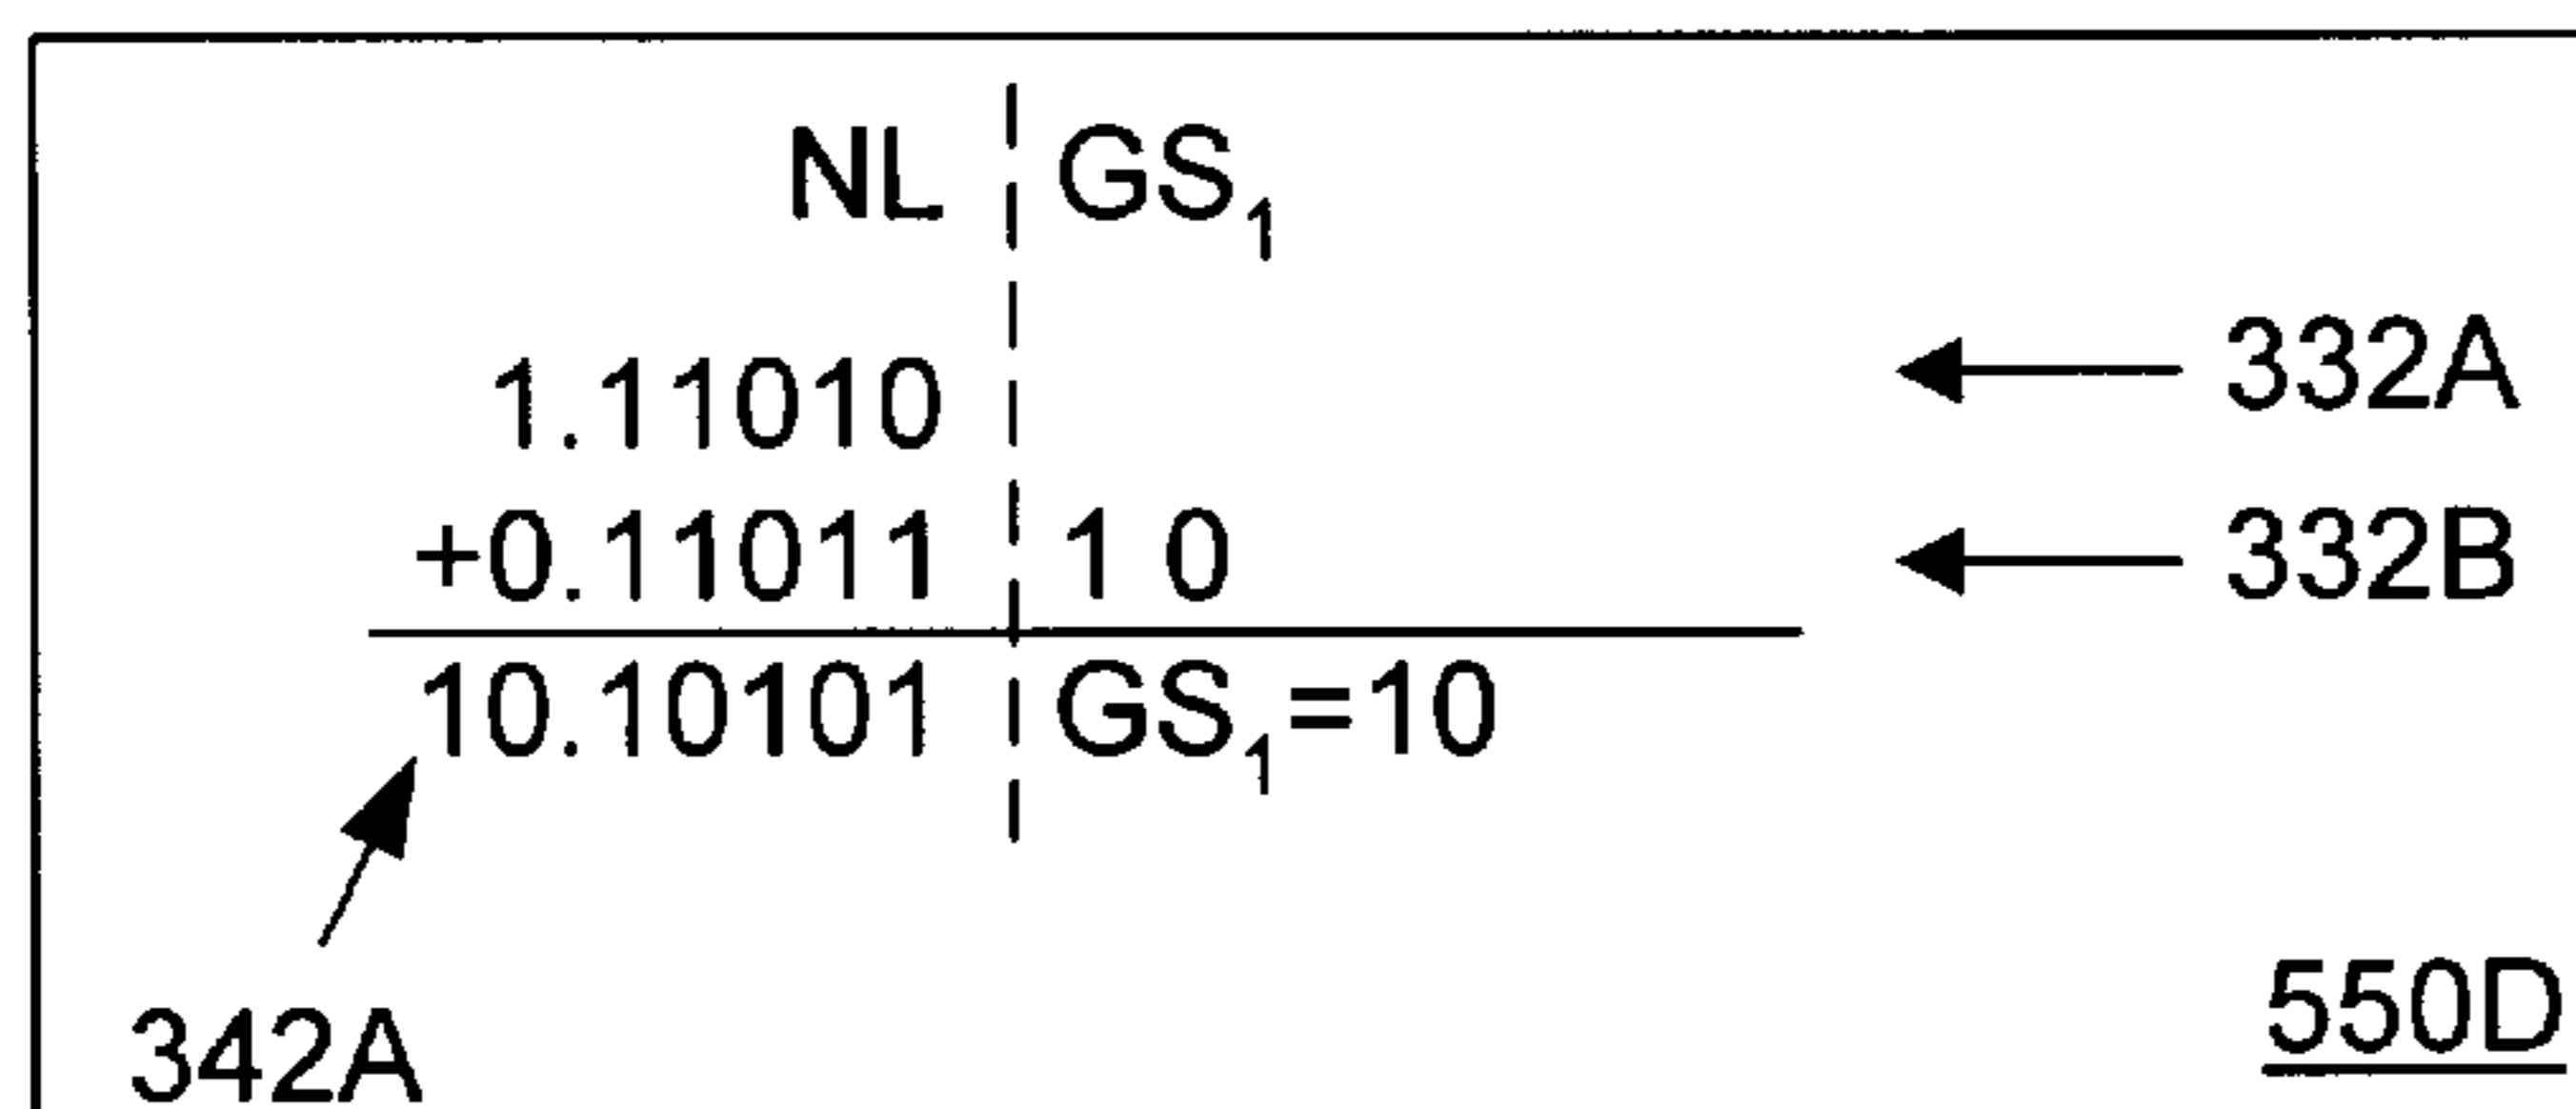 NL GS₁
1.11010 332A
+0.11011 1 0 332B
10.10101 GS₁=10
342A 550D